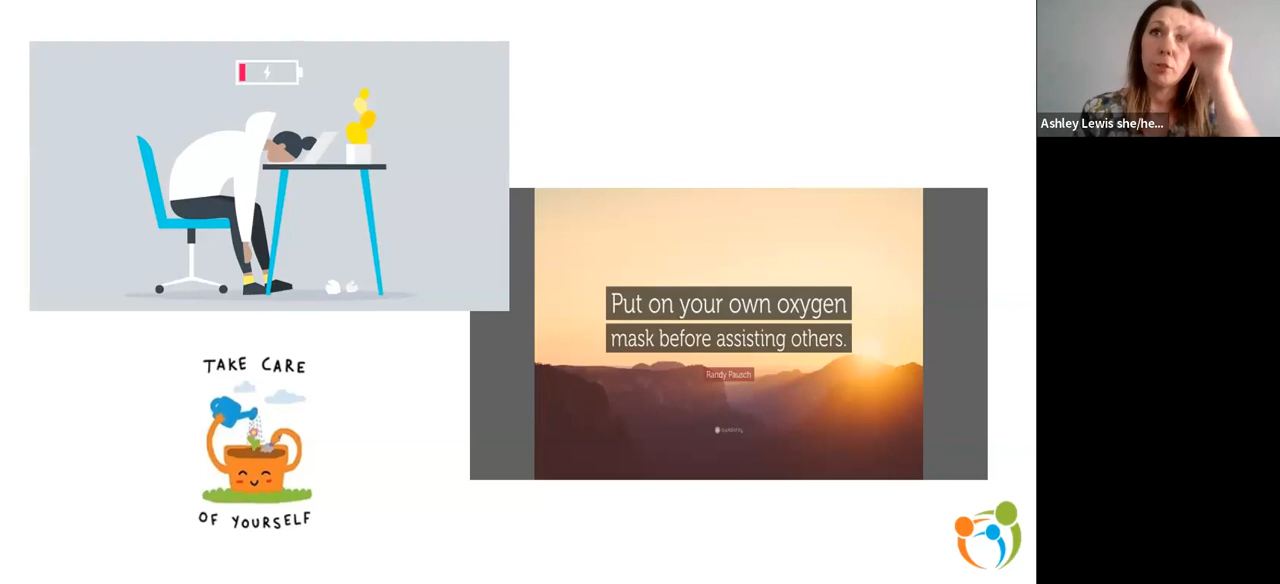 Ashley Lewis she/he...
Put on your own oxygen
mask before assisting others.
Randy Pausch
TAKE CARE
OF YOURSELF